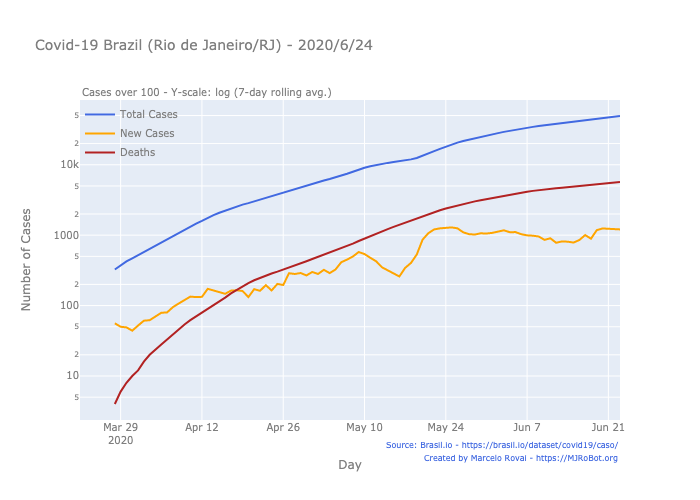 Covid-19 Brazil (Rio de Janeiro/RJ) - 2020/6/24
Cases over 100 - Y-scale: log (7-day rolling avg.)
Total Cases
New Cases
Deaths
5
2
10k
5
2
1000
5
2
100
5
2
10
5
Number of Cases
Mar 29
2020
Apr 12
Apr 26
May 10
May 24
Jun 7
Jun 21
Day
Source: Brasil.io - https://brasil.io/dataset/covid19/caso/
Created by Marcelo Rovai - https://MJRoBot.org